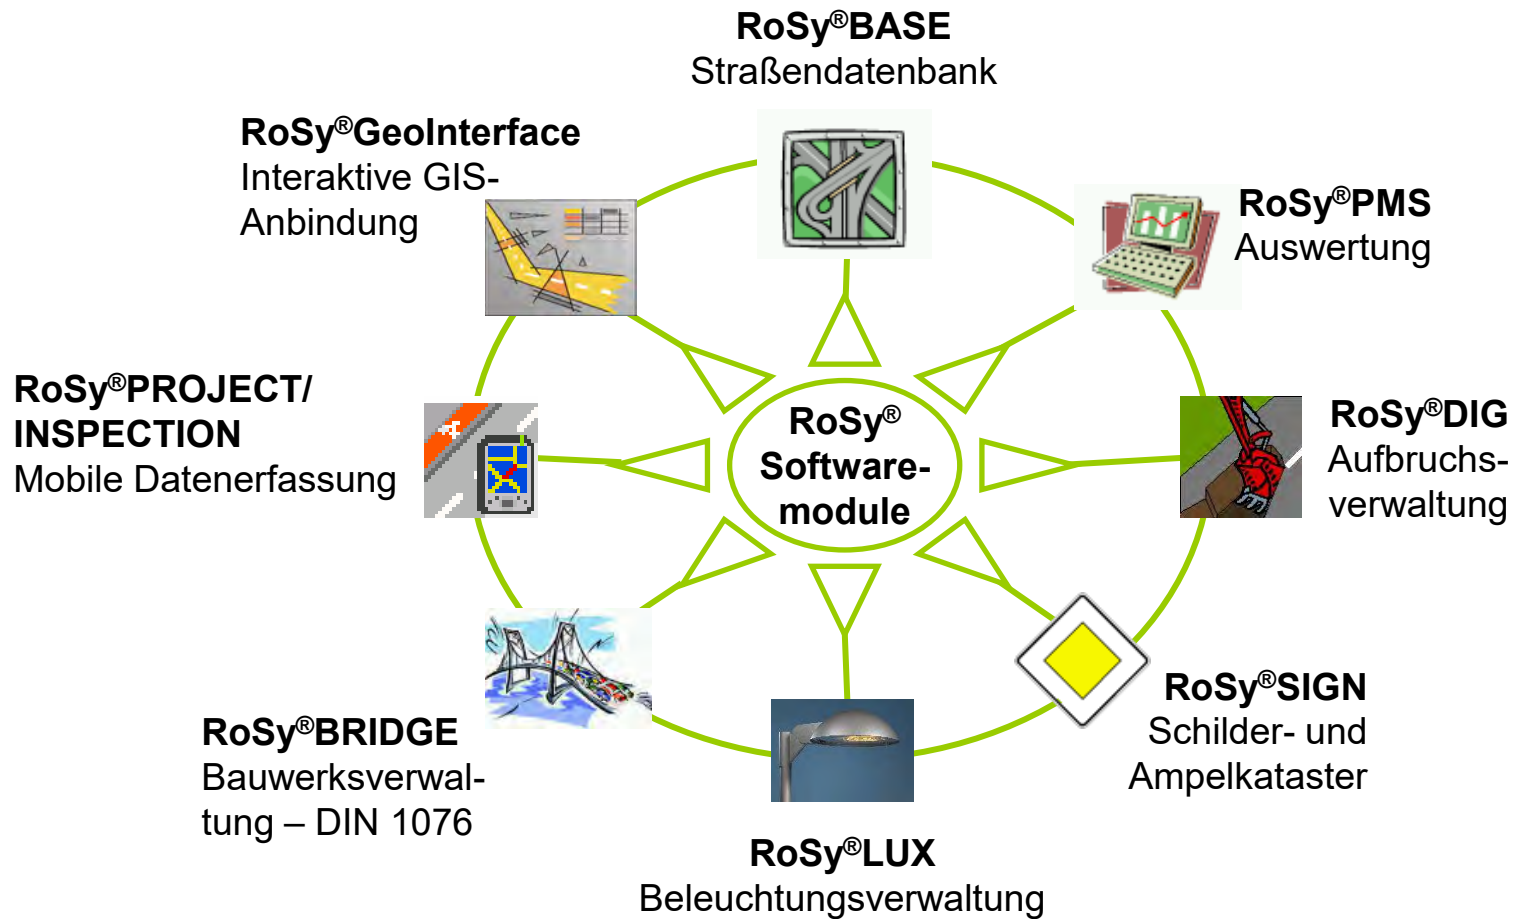 RoSy®BASE
Straßendatenbank
RoSy®GeoInterface
Interaktive GIS-
Anbindung
RoSy®PMS
Auswertung
RoSy®PROJECT/
INSPECTION
Mobile Datenerfassung
RoSy®
Software-
module
RoSy®DIG
Aufbruchs-
verwaltung
RoSy®BRIDGE
Bauwerksverwal-
tung – DIN 1076
RoSy®SIGN
Schilder- und
Ampelkataster
RoSy®LUX
Beleuchtungsverwaltung